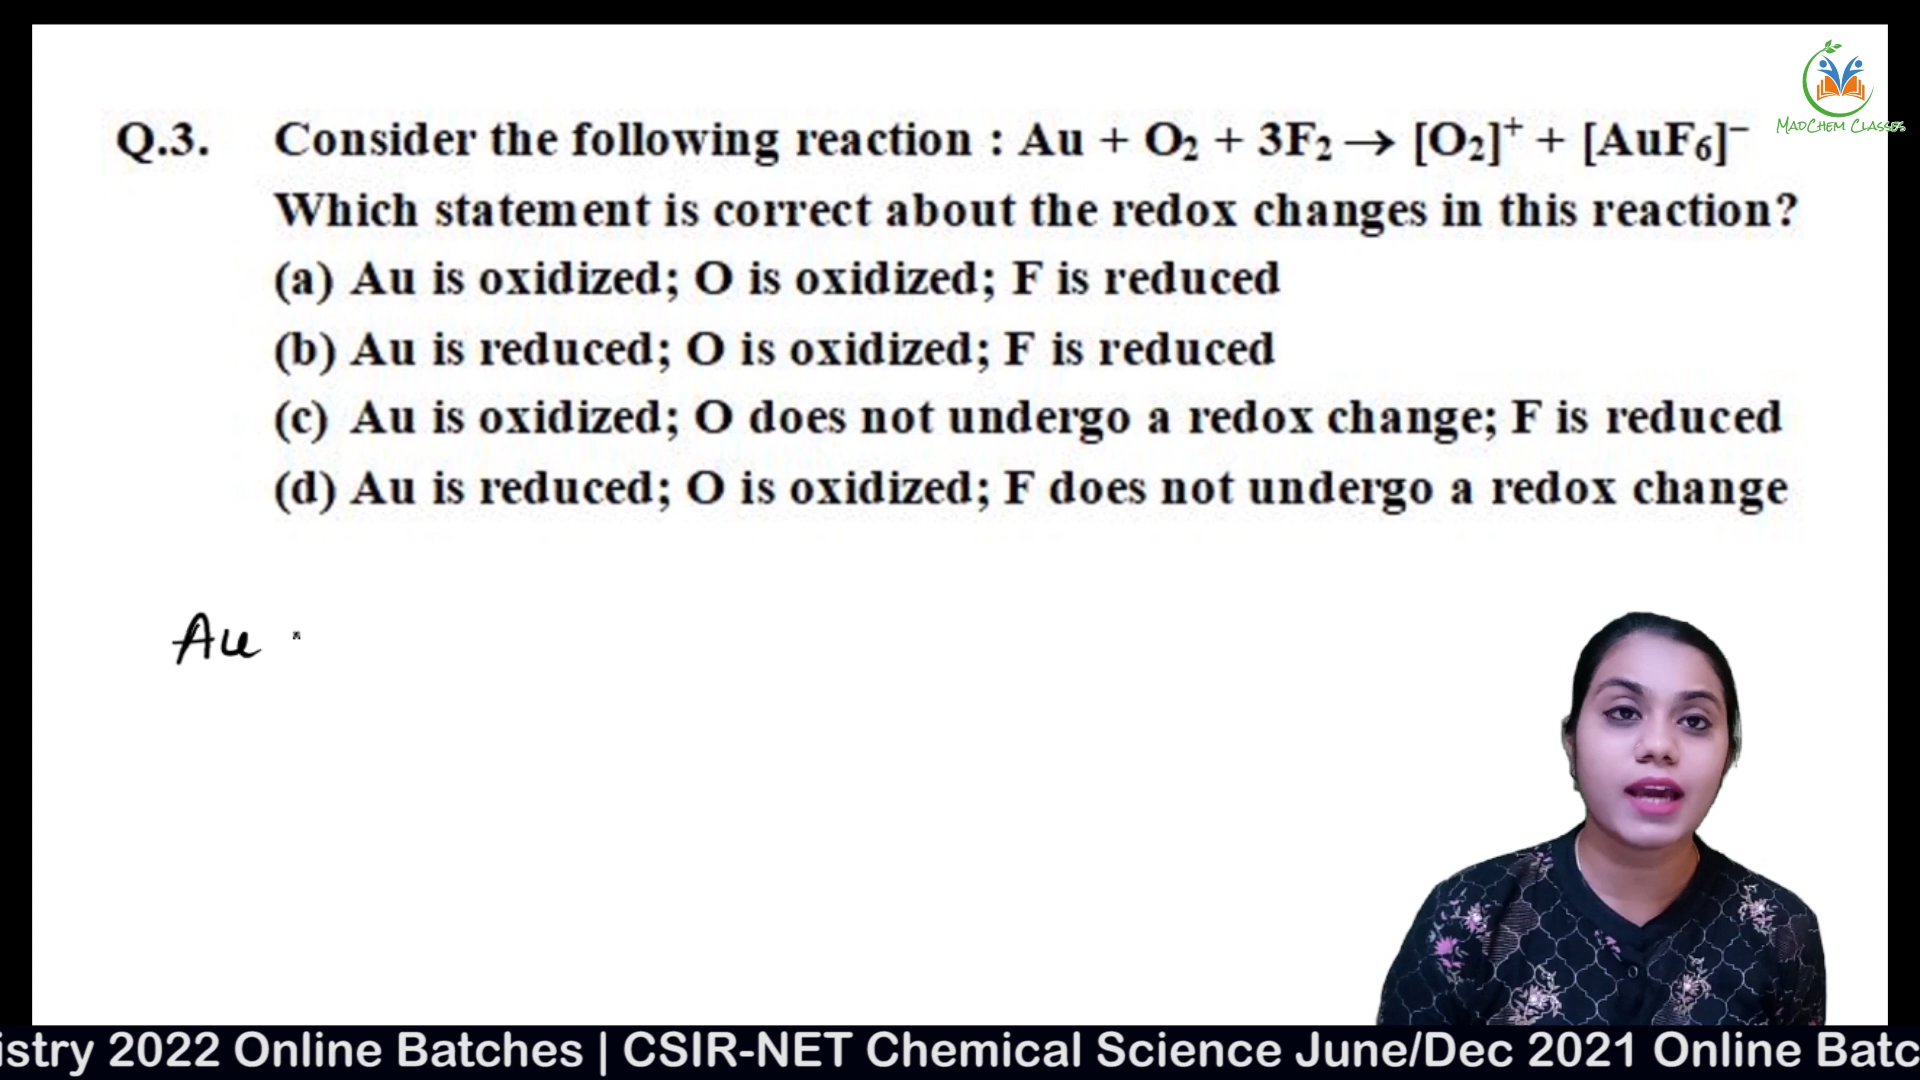 MADCHEM CLASSES
Q.3. Consider the following reaction : Au + O₂ + 3F₂ → [O₂]⁺ + [AuF₆]⁻
Which statement is correct about the redox changes in this reaction?
(a) Au is oxidized; O is oxidized; F is reduced
(b) Au is reduced; O is oxidized; F is reduced
(c) Au is oxidized; O does not undergo a redox change; F is reduced
(d) Au is reduced; O is oxidized; F does not undergo a redox change
Au
istry 2022 Online Batches | CSIR-NET Chemical Science June/Dec 2021 Online Batc